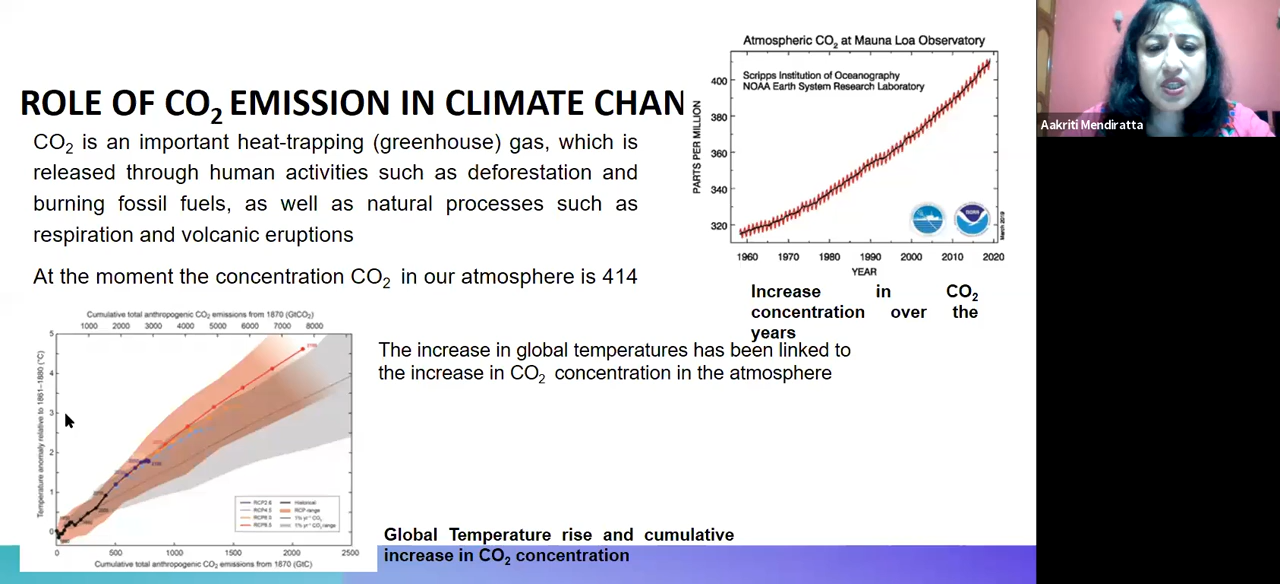 ROLE OF CO2 EMISSION IN CLIMATE CHAN
CO2 is an important heat-trapping (greenhouse) gas, which is
released through human activities such as deforestation and
burning fossil fuels, as well as natural processes such as
respiration and volcanic eruptions
At the moment the concentration CO2 in our atmosphere is 414
Atmospheric CO2 at Mauna Loa Observatory
Scripps Institution of Oceanography
NOAA Earth System Research Laboratory
PARTS PER MILLION
400
380
360
340
320
1960 1970 1980 1990 2000 2010 2020
YEAR
March 2019
Increase in CO2
concentration over the
years
Aakriti Mendiratta
Cumulative total anthropogenic CO2 emissions from 1870 (GtCO2)
1000 2000 3000 4000 5000 6000 7000 8000
Temperature anomaly relative to 1861–1880 (°C)
5
4
3
2
1
0
RCP2.6 Historical
RCP4.5 RCP range
RCP6.0 1% yr-1 CO2
RCP8.5 1% yr-1 CO2 range
0 500 1000 1500 2000 2500
Cumulative total anthropogenic CO2 emissions from 1870 (GtC)
The increase in global temperatures has been linked to
the increase in CO2 concentration in the atmosphere
Global Temperature rise and cumulative
increase in CO2 concentration